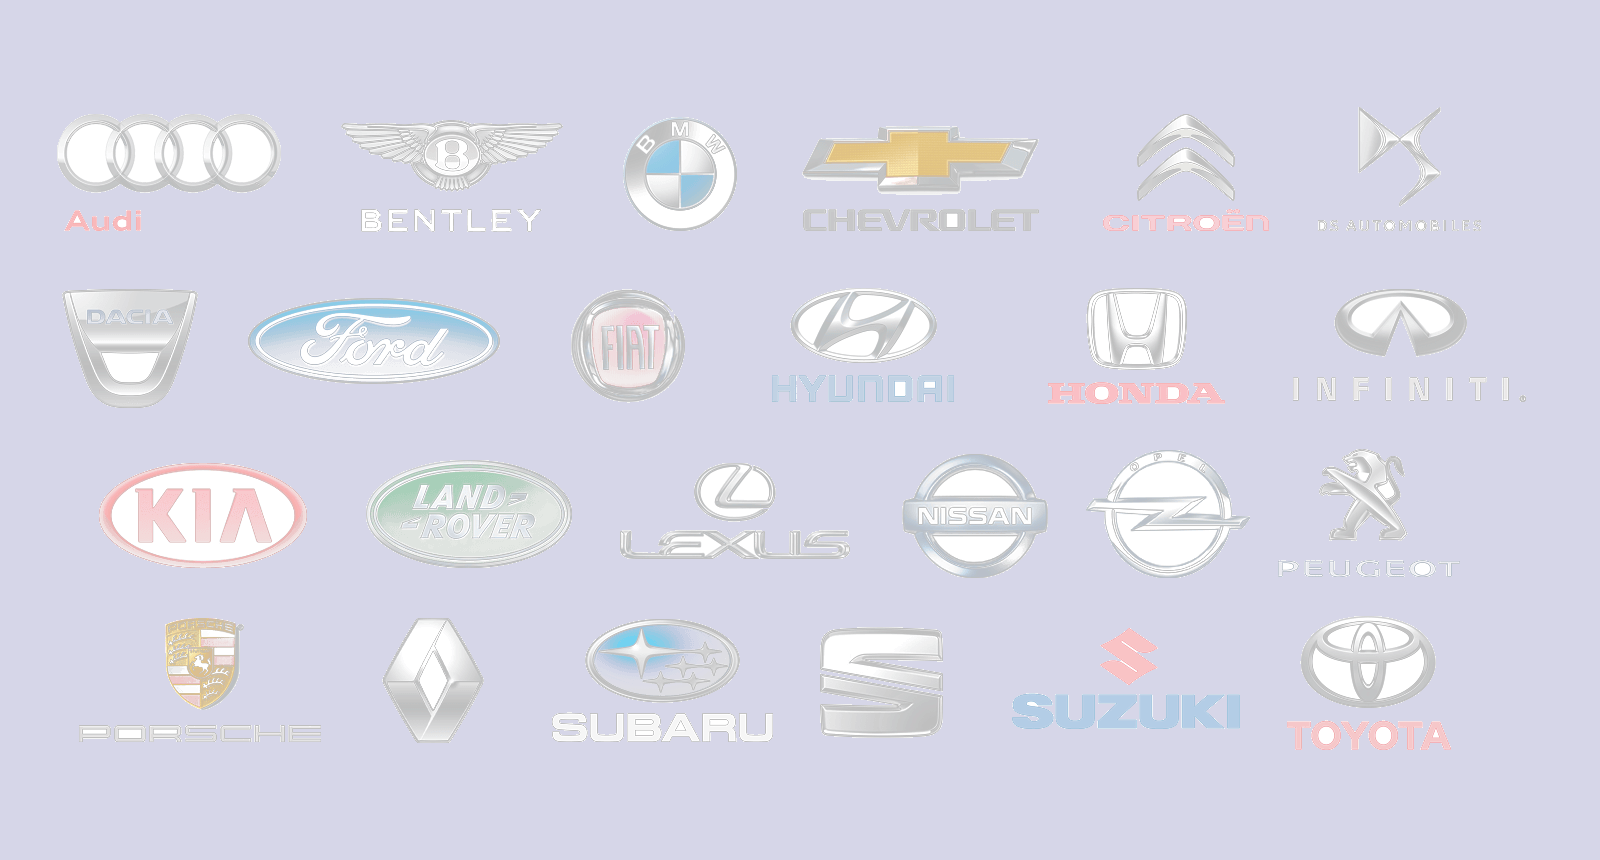 Audi
B
BENTLEY
BMW
CHEVROLET
CITROËN
DS AUTOMOBILES
DACIA
Ford
FIAT
HYUNDAI
HONDA
INFINITI®
KIA
LAND
ROVER
LEXUS
NISSAN
OPEL
PEUGEOT
PORSCHE
PORSCHE
SUBARU
SUZUKI
TOYOTA